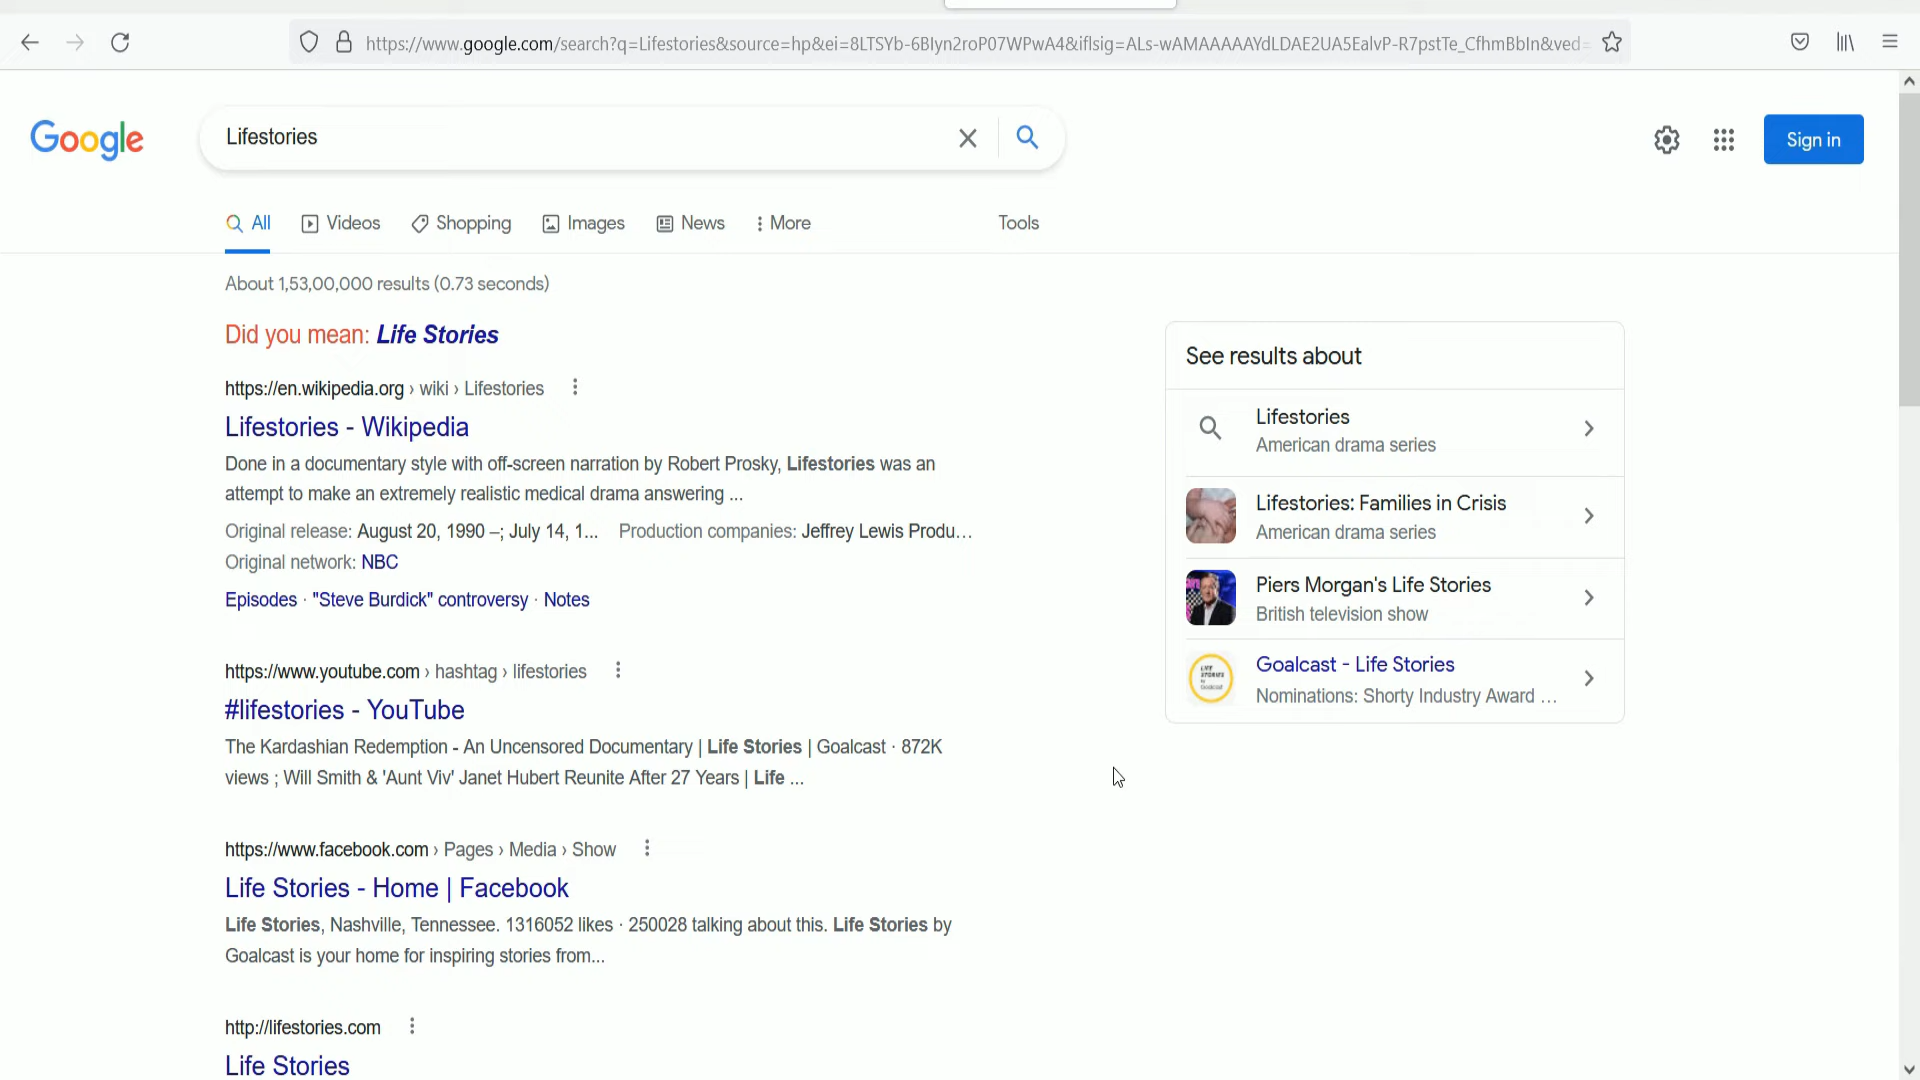 https://www.google.com/search?q=Lifestories&source=hp&ei=8LTSYb-6BIyn2roP07WPwA4&iflsig=ALs-wAMAAAAAYdLDAE2UA5EalvP-R7pstTe_CfhmBbIn&ved=
Google
Lifestories
Sign in
All
Videos
Shopping
Images
News
More
Tools
About 1,53,00,000 results (0.73 seconds)
Did you mean: Life Stories
https://en.wikipedia.org › wiki › Lifestories
Lifestories - Wikipedia
Done in a documentary style with off-screen narration by Robert Prosky, Lifestories was an
attempt to make an extremely realistic medical drama answering ...
Original release: August 20, 1990 –; July 14, 1... Production companies: Jeffrey Lewis Produ...
Original network: NBC
Episodes · "Steve Burdick" controversy · Notes
https://www.youtube.com › hashtag › lifestories
#lifestories - YouTube
The Kardashian Redemption - An Uncensored Documentary | Life Stories | Goalcast · 872K
views ; Will Smith & 'Aunt Viv' Janet Hubert Reunite After 27 Years | Life ...
https://www.facebook.com › Pages › Media › Show
Life Stories - Home | Facebook
Life Stories, Nashville, Tennessee. 1316052 likes · 250028 talking about this. Life Stories by
Goalcast is your home for inspiring stories from...
http://lifestories.com
Life Stories
See results about
Lifestories
American drama series
Lifestories: Families in Crisis
American drama series
Piers Morgan's Life Stories
British television show
LIFE
STORIES
by
Goalcast
Goalcast - Life Stories
Nominations: Shorty Industry Award ...